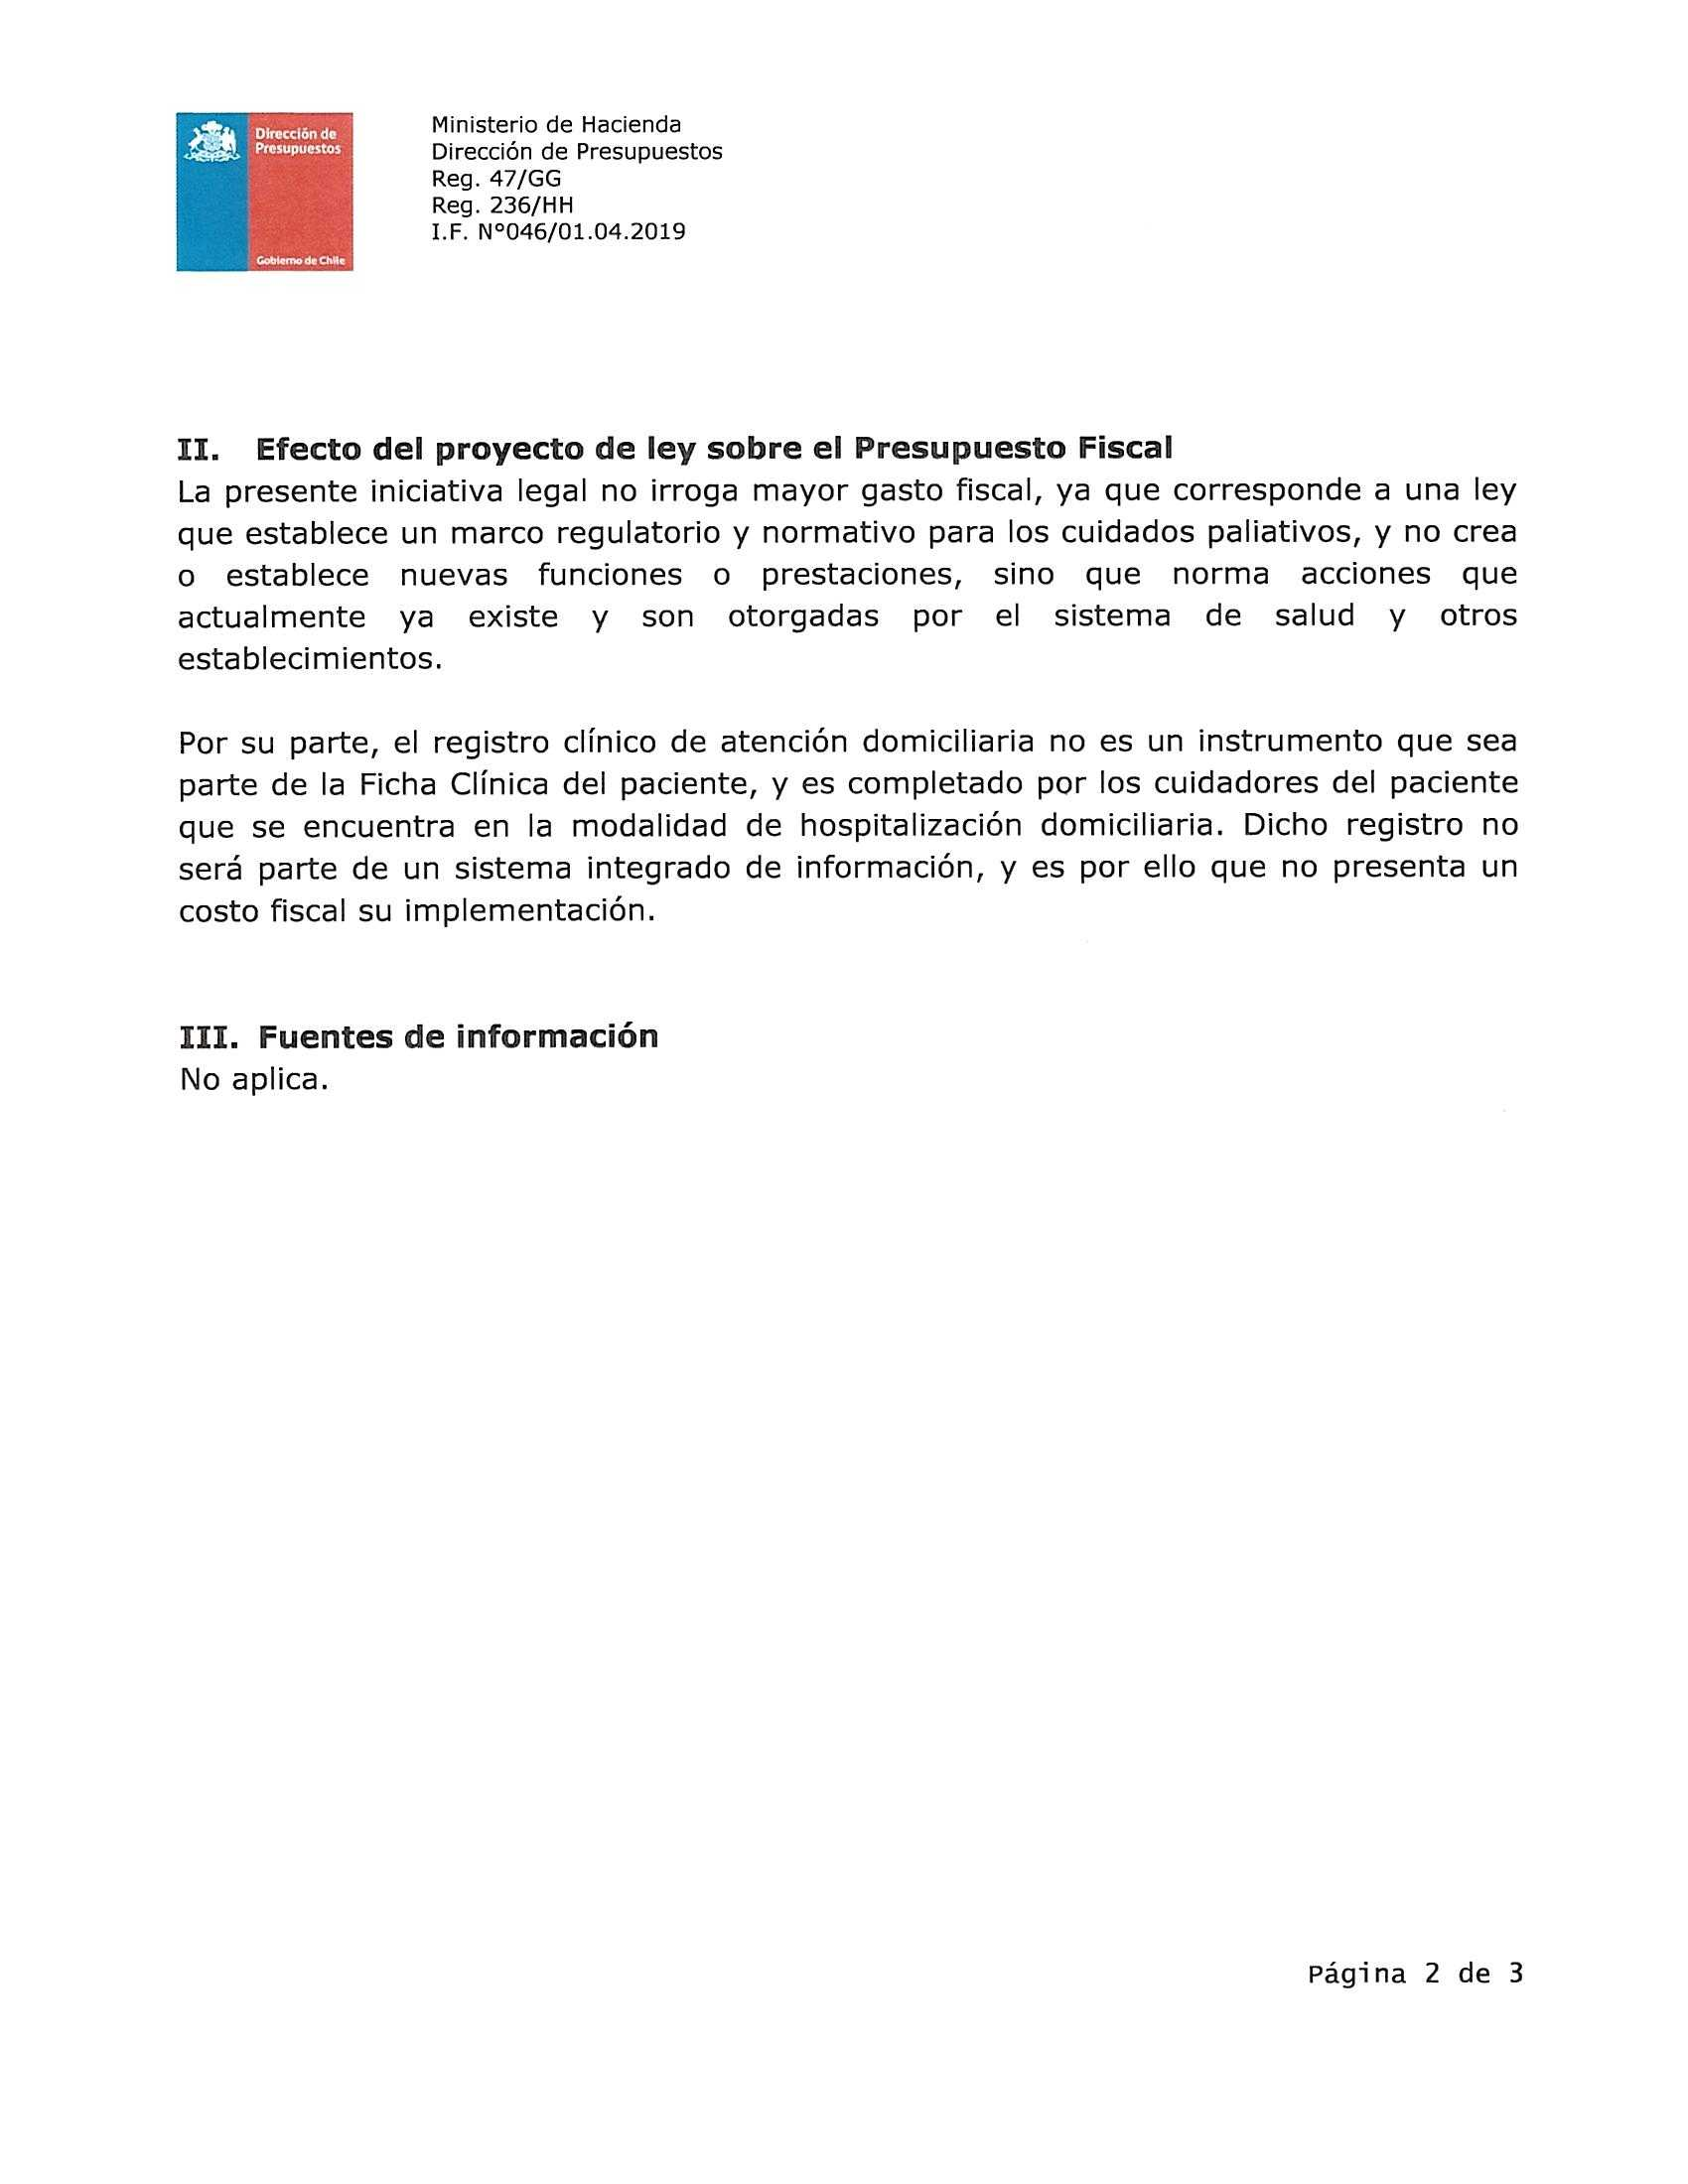 Dirección de
Presupuestos
Gobierno de Chile
Ministerio de Hacienda
Dirección de Presupuestos
Reg. 47/GG
Reg. 236/HH
I.F. N°046/01.04.2019
II. Efecto del proyecto de ley sobre el Presupuesto Fiscal
La presente iniciativa legal no irroga mayor gasto fiscal, ya que corresponde a una ley
que establece un marco regulatorio y normativo para los cuidados paliativos, y no crea
o establece nuevas funciones o prestaciones, sino que norma acciones que
actualmente ya existe y son otorgadas por el sistema de salud y otros
establecimientos.
Por su parte, el registro clínico de atención domiciliaria no es un instrumento que sea
parte de la Ficha Clínica del paciente, y es completado por los cuidadores del paciente
que se encuentra en la modalidad de hospitalización domiciliaria. Dicho registro no
será parte de un sistema integrado de información, y es por ello que no presenta un
costo fiscal su implementación.
III. Fuentes de información
No aplica.
Página 2 de 3